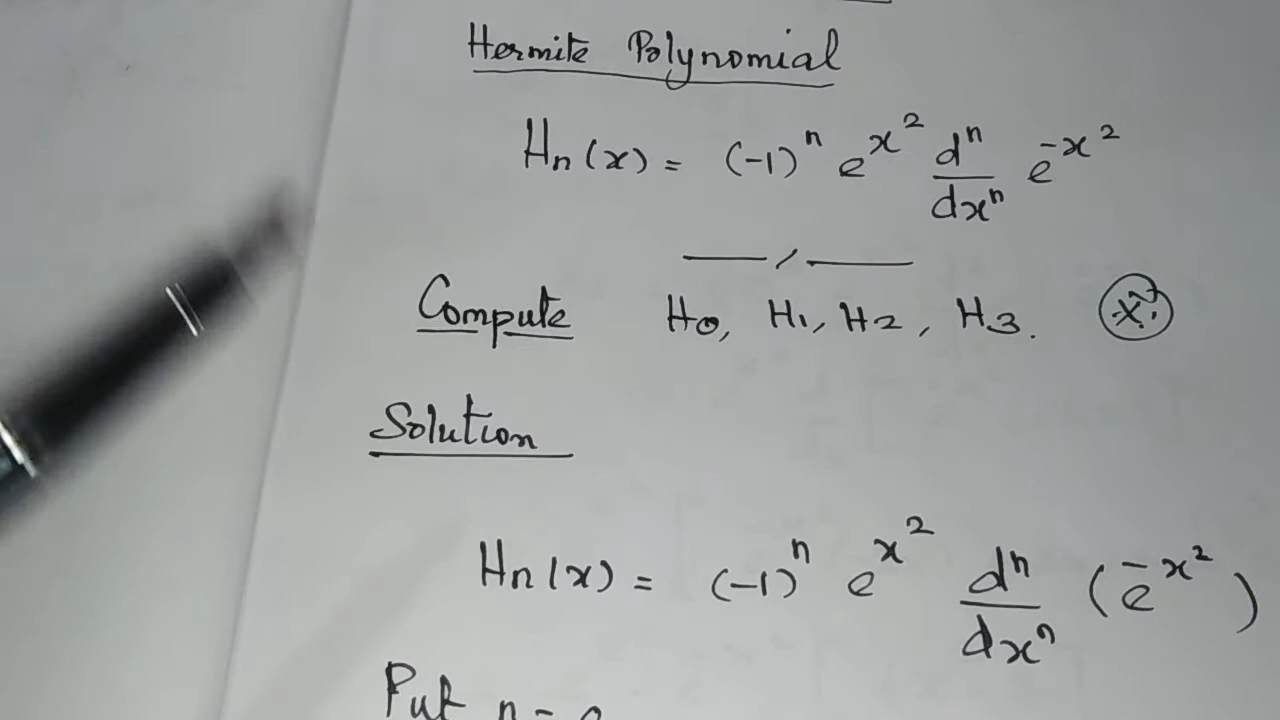 Hermite Polynomial
Hn(x) = (-1)^n e^{x^2} d^n/dx^n e^{-x^2}
Compute H0, H1, H2, H3.
Solution
Hn(x) = (-1)^n e^{x^2} d^n/dx^n (e^{-x^2})
Put n =